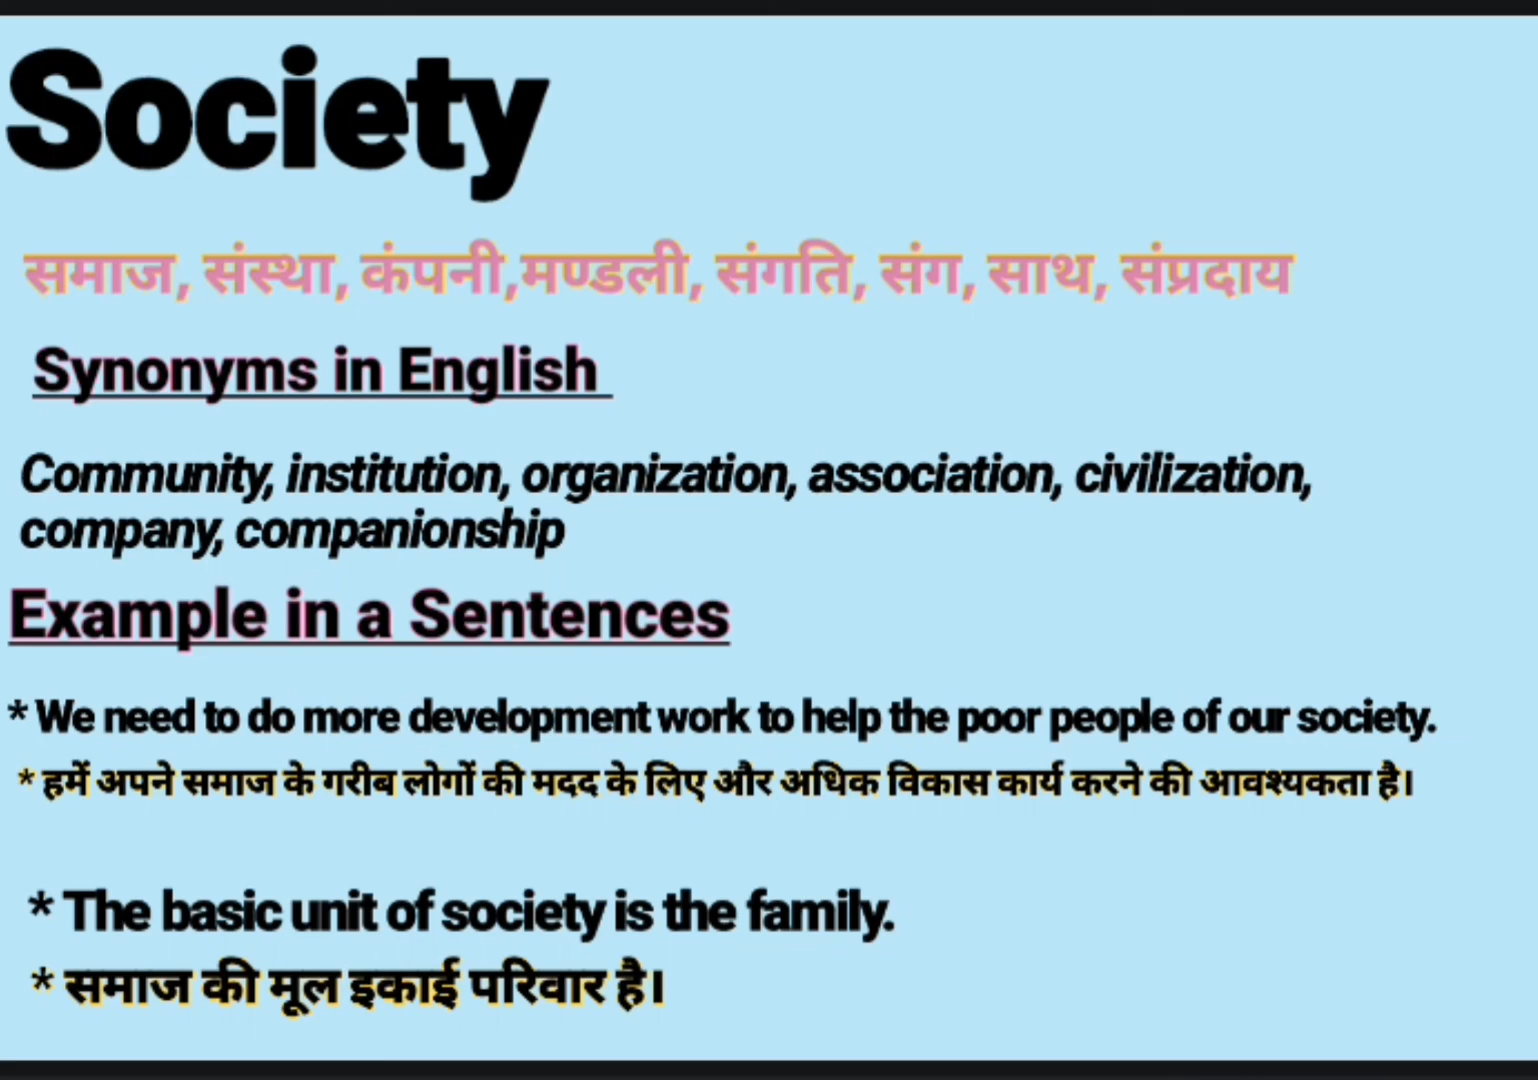 Society
समाज, संस्था, कंपनी,मण्डली, संगति, संग, साथ, संप्रदाय
Synonyms in English
Community, institution, organization, association, civilization,
company, companionship
Example in a Sentences
* We need to do more development work to help the poor people of our society.
* हमें अपने समाज के गरीब लोगों की मदद के लिए और अधिक विकास कार्य करने की आवश्यकता है।
* The basic unit of society is the family.
* समाज की मूल इकाई परिवार है।